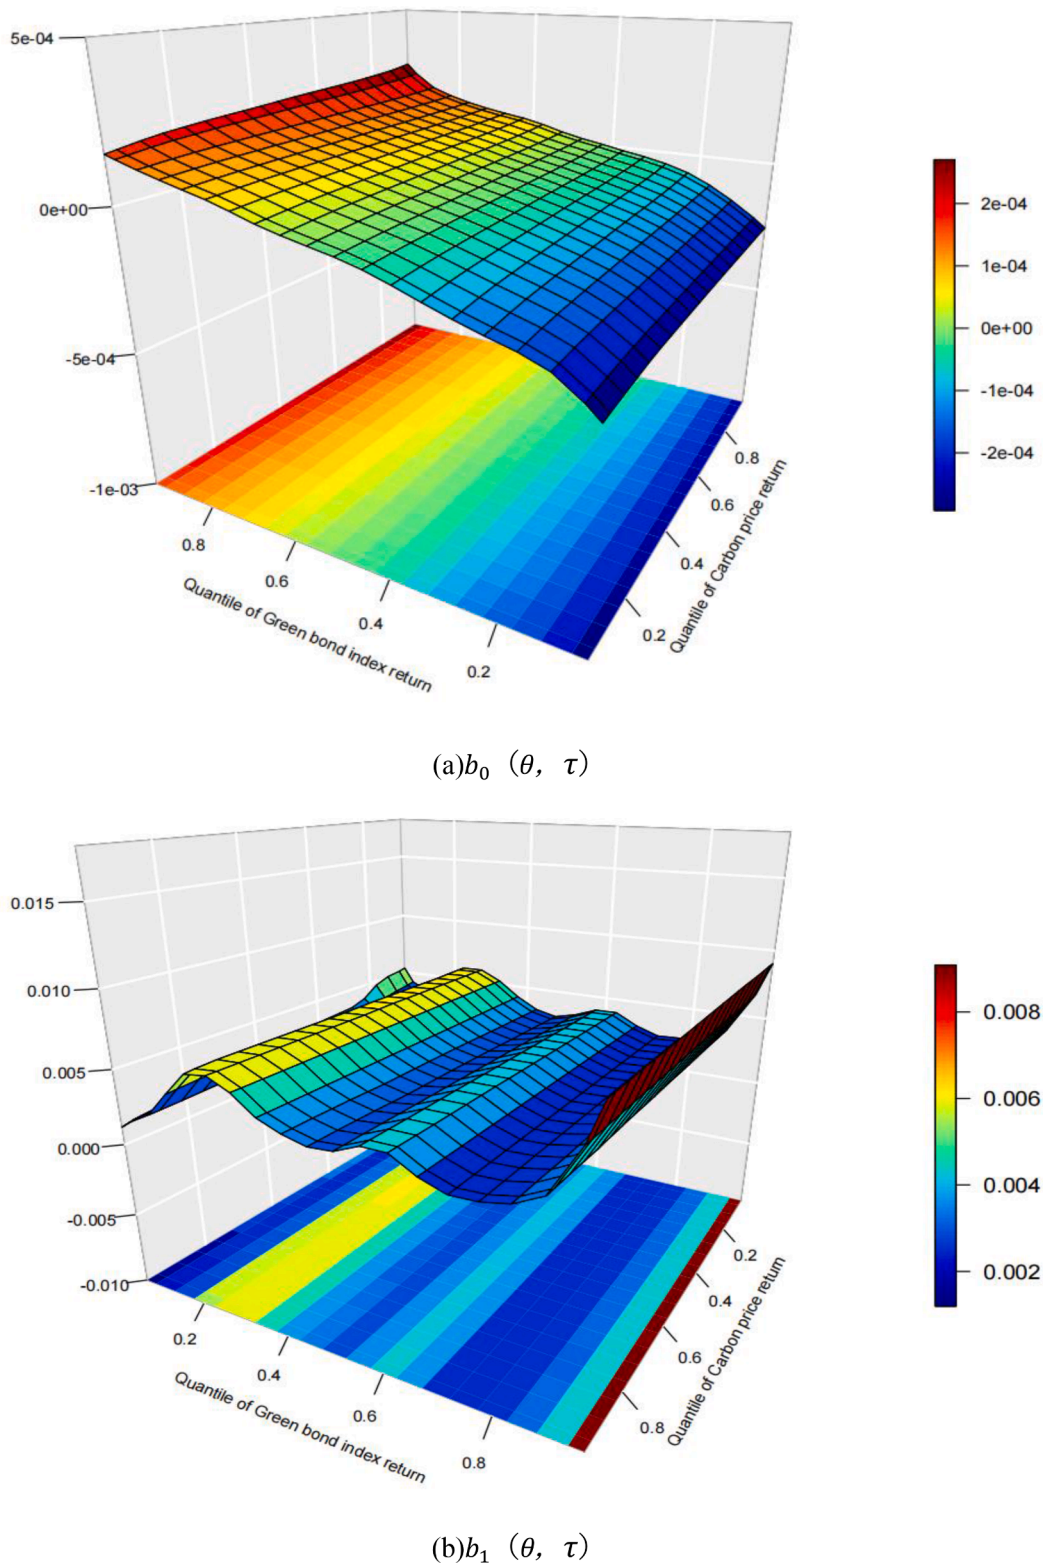 5e-04
0e+00
-5e-04
-1e-03
0.8
0.6
0.4
0.2
Quantile of Green bond index return
0.2
0.4
0.6
0.8
Quantile of Carbon price return
2e-04
1e-04
0e+00
-1e-04
-2e-04
(a)b₀（θ，τ）
0.015
0.010
0.005
0.000
-0.005
-0.010
0.2
0.4
0.6
0.8
Quantile of Green bond index return
0.2
0.4
0.6
0.8
Quantile of Carbon price return
0.008
0.006
0.004
0.002
(b)b₁（θ，τ）